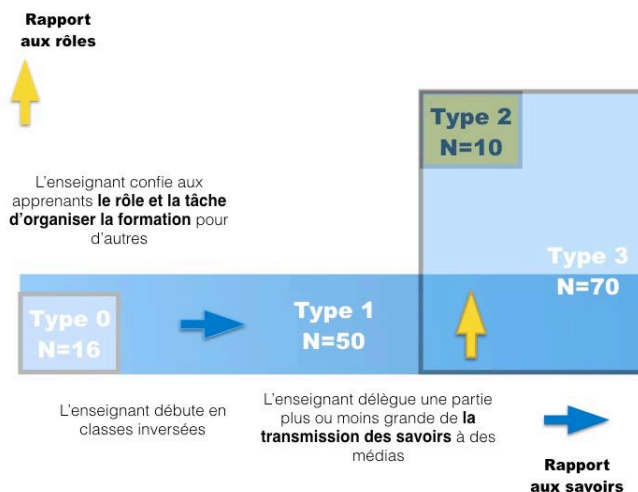 Rapport
aux rôles
Type 2
N=10
L'enseignant confie aux
apprenants le rôle et la tâche
d'organiser la formation pour
d'autres
Type 3
N=70
Type 0
N=16
Type 1
N=50
L'enseignant débute en
classes inversées
L'enseignant délègue une partie
plus ou moins grande de la
transmission des savoirs à des
médias
Rapport
aux savoirs